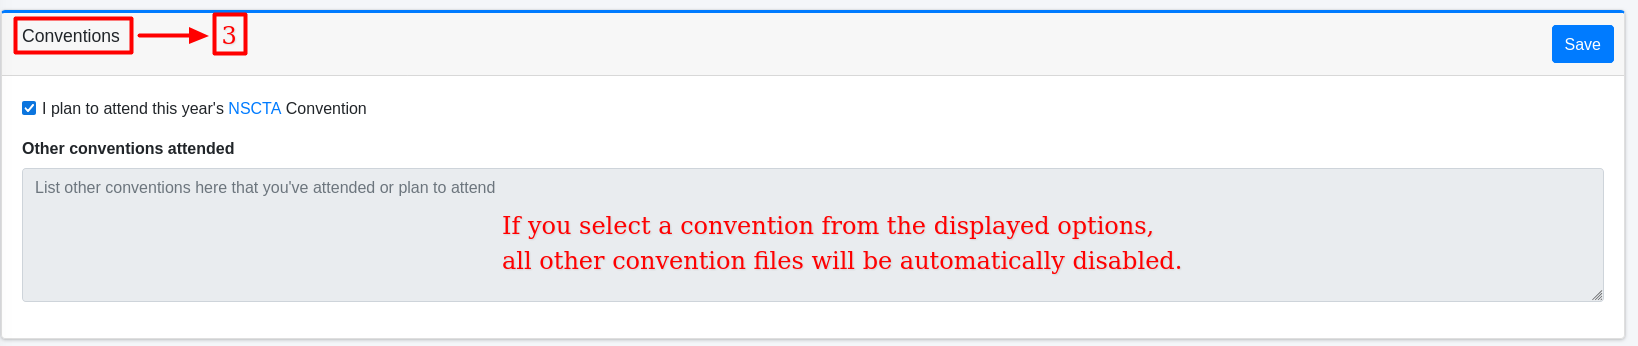 Conventions
3
Save
I plan to attend this year's NSCTA Convention
Other conventions attended
List other conventions here that you've attended or plan to attend
If you select a convention from the displayed options,
all other convention files will be automatically disabled.